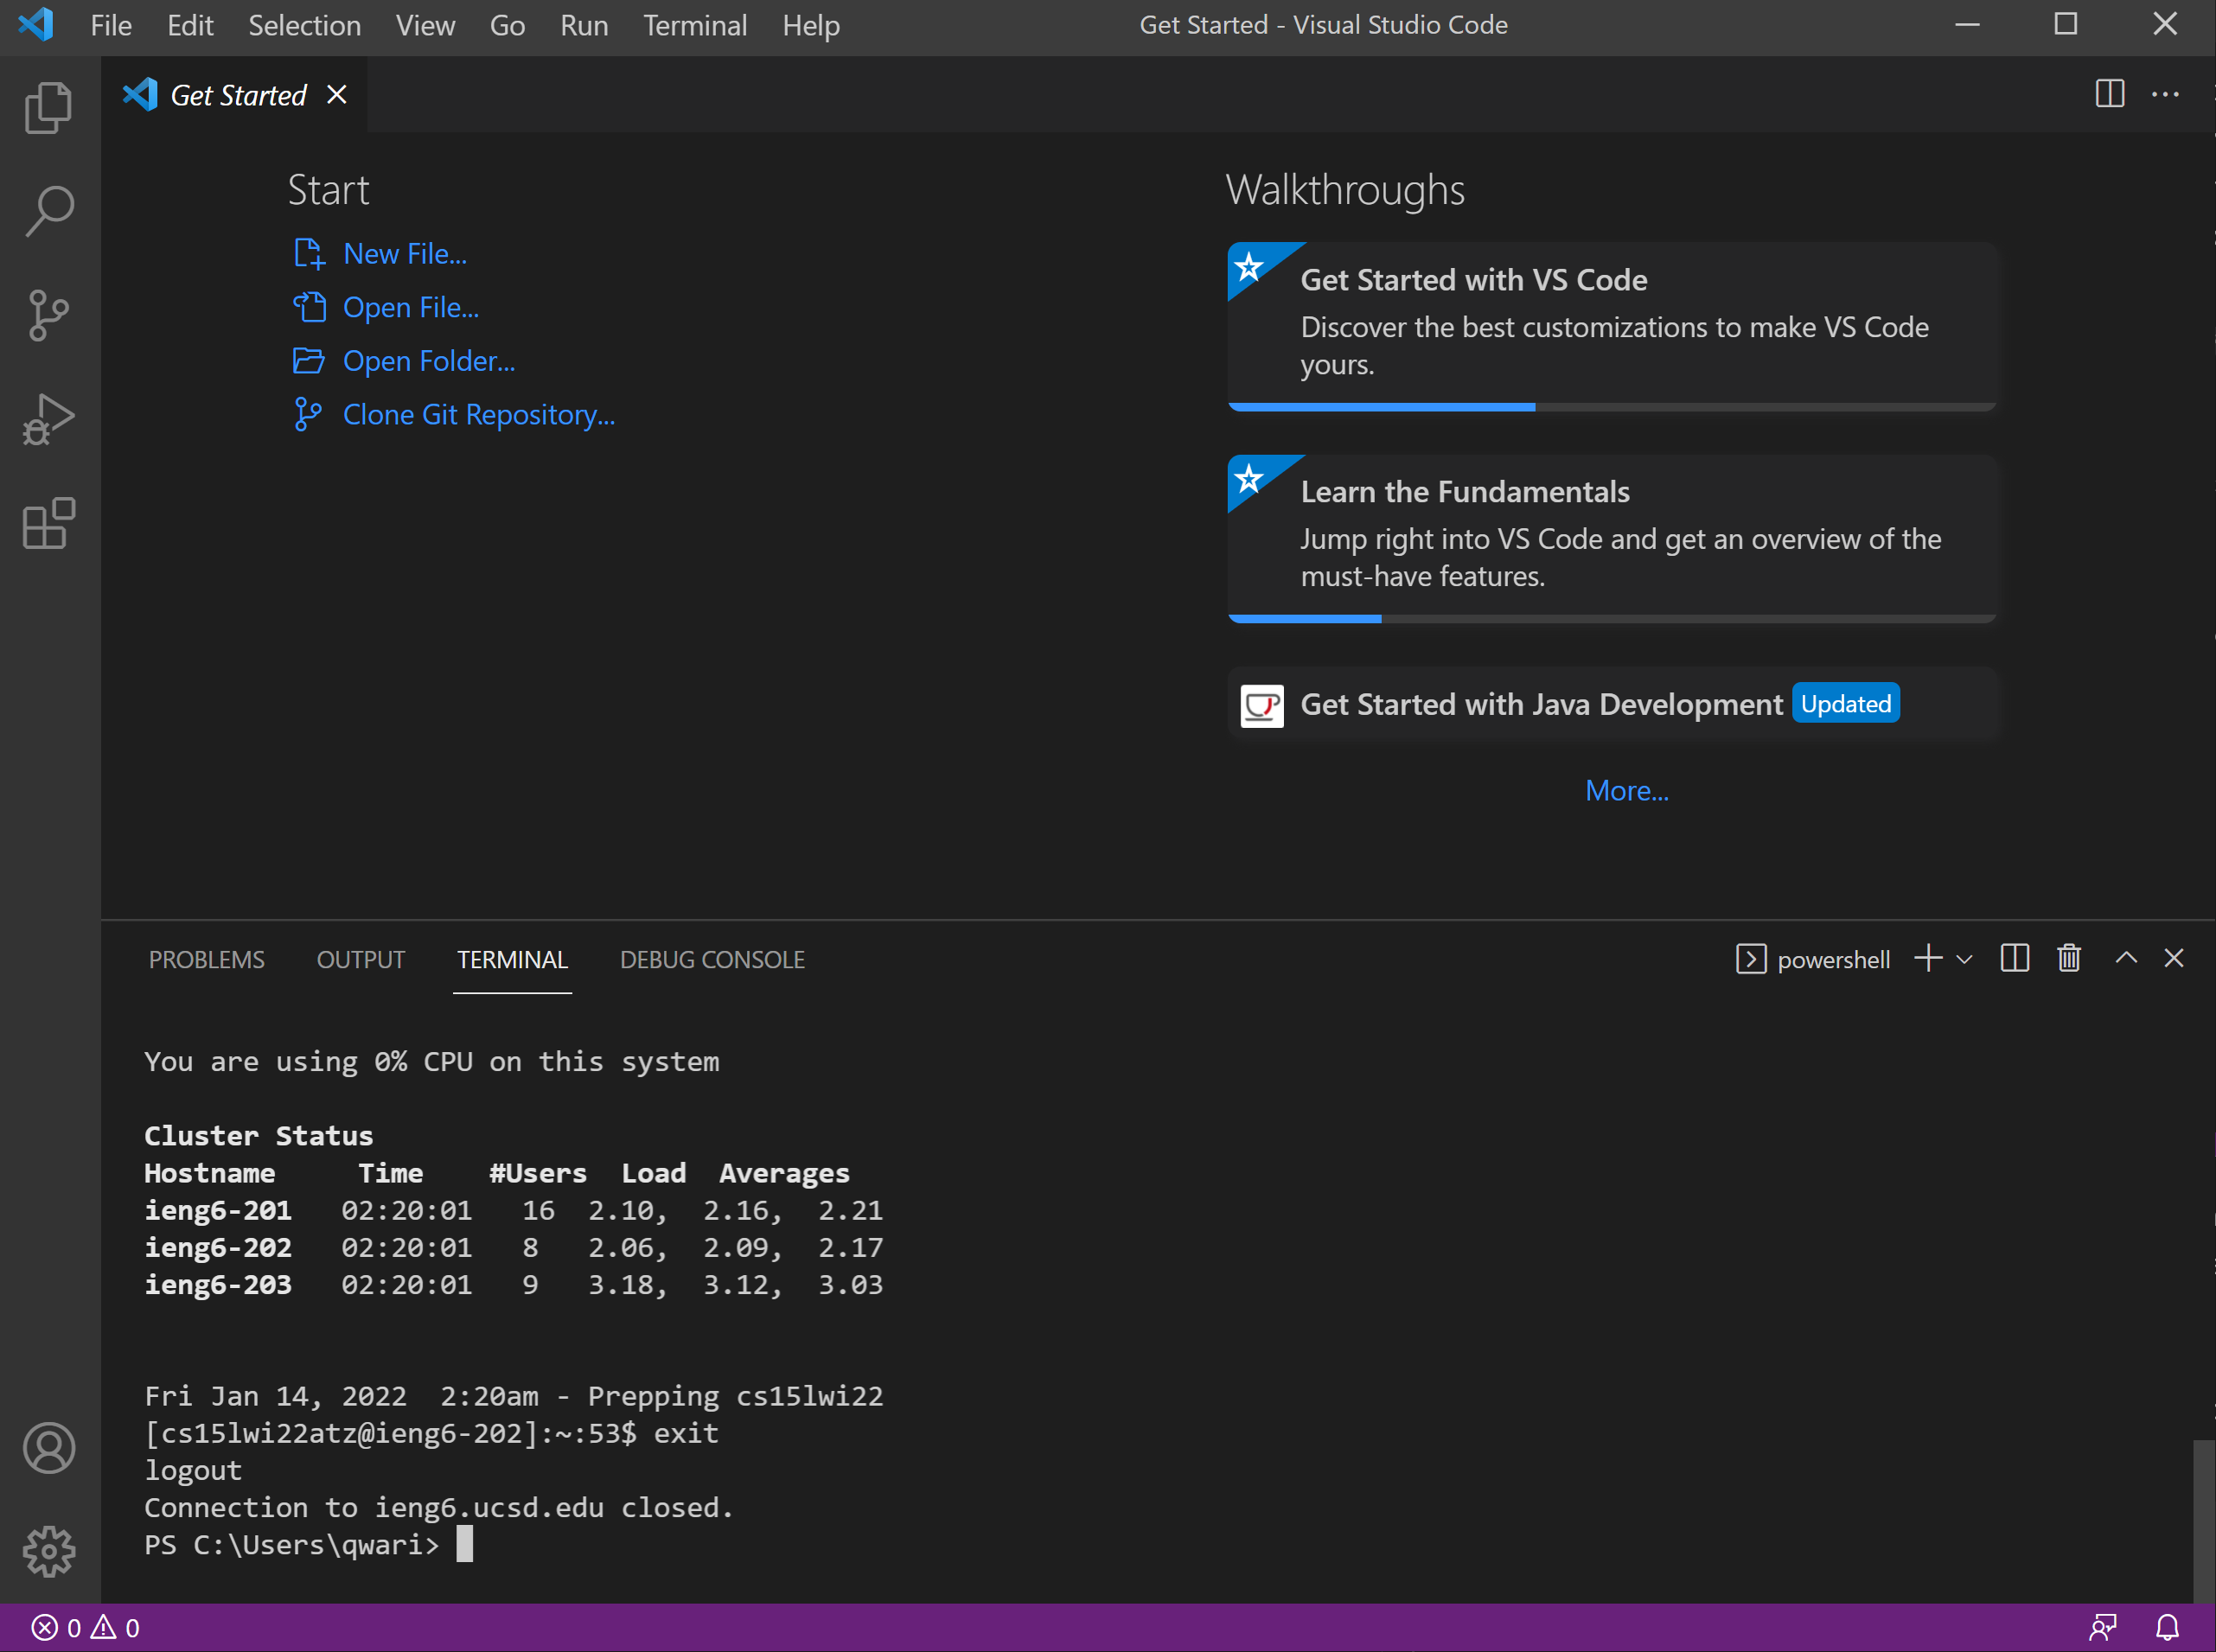 File Edit Selection View Go Run Terminal Help Get Started - Visual Studio Code
Get Started
Start
New File...
Open File...
Open Folder...
Clone Git Repository...
Walkthroughs
Get Started with VS Code
Discover the best customizations to make VS Code
yours.
Learn the Fundamentals
Jump right into VS Code and get an overview of the
must-have features.
Get Started with Java Development Updated
More...
PROBLEMS OUTPUT TERMINAL DEBUG CONSOLE powershell
You are using 0% CPU on this system
Cluster Status
Hostname Time #Users Load Averages
ieng6-201 02:20:01 16 2.10, 2.16, 2.21
ieng6-202 02:20:01 8 2.06, 2.09, 2.17
ieng6-203 02:20:01 9 3.18, 3.12, 3.03
Fri Jan 14, 2022 2:20am - Prepping cs15lwi22
[cs15lwi22atz@ieng6-202]:~:53$ exit
logout
Connection to ieng6.ucsd.edu closed.
PS C:\Users\qwari>
0 0